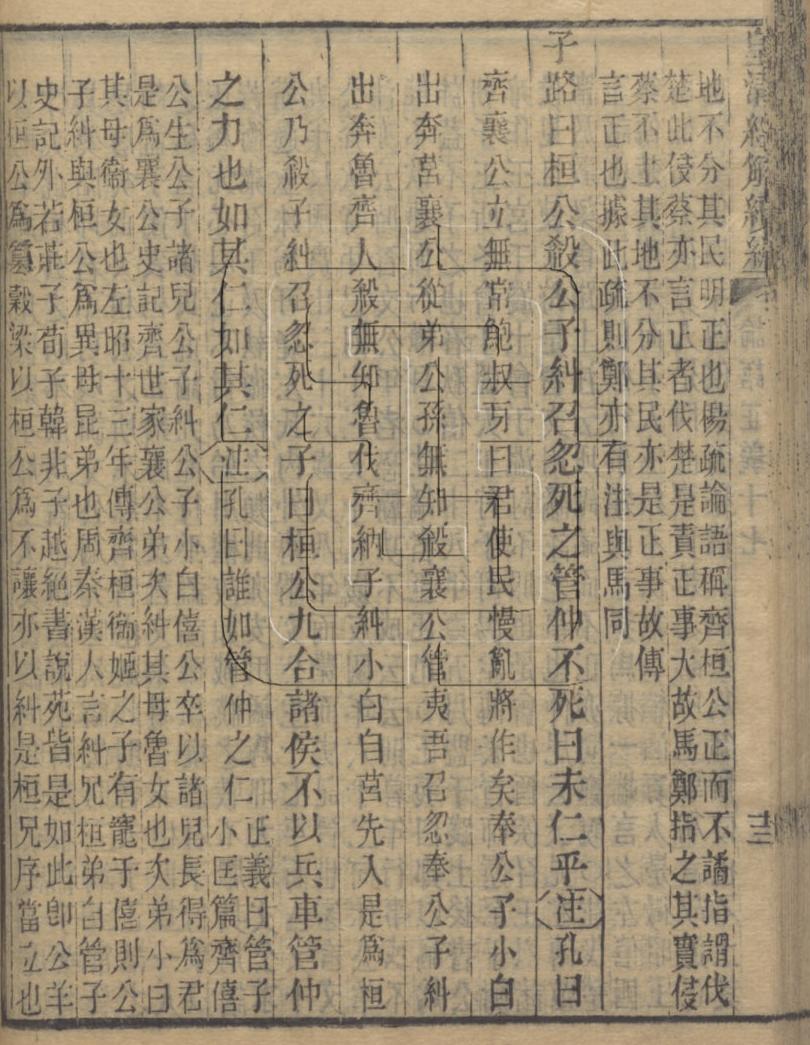 皇清經解續編
地不分其民明正也楊疏論語稱齊桓公正而不譎指謂伐
楚此侵蔡亦言正者伐楚是責正事大故馬鄭指之其實侵
蔡不土其地不分其民亦是正事故傳
言正也據此疏則鄭亦有注與馬同
子路曰桓公殺公子糾召忽死之管仲不死曰未仁乎注孔曰
齊襄公立無常鮑叔牙曰君使民慢亂將作矣奉公子小白
出奔莒襄公從弟公孫無知殺襄公管夷吾召忽奉公子糾
出奔魯齊人殺無知魯伐齊納子糾小白自莒先入是爲桓
公乃殺子糾召忽死之子曰桓公九合諸侯不以兵車管仲
之力也如其仁如其仁注孔曰誰如管仲之仁
正義曰管子
小匡篇齊僖
公生公子諸兒公子糾公子小白僖公卒以諸兒長得爲君
是爲襄公史記齊世家襄公弟次糾其母魯女也次弟小白
其母衞女也左昭十三年傳齊桓衞姬之子有寵于僖則公
子糾與桓公爲異母昆弟也周秦漢人言糾兄桓弟自管子
史記外若莊子荀子韓非子越絕書說苑皆是如此卽公羊
以桓公爲篡穀梁以桓公爲不讓亦以糾是桓兄序當立也